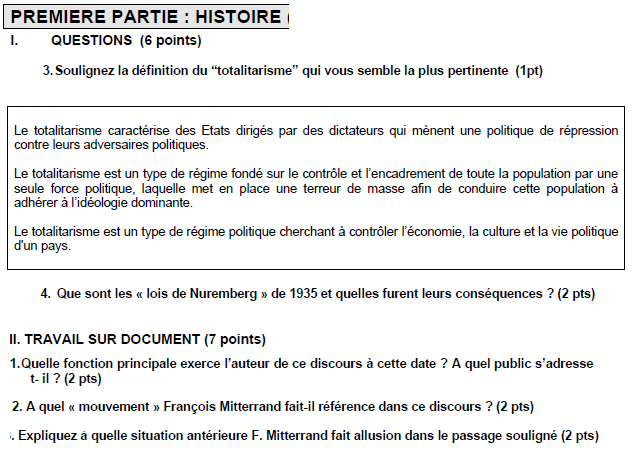 PREMIERE PARTIE : HISTOIRE (
I. QUESTIONS (6 points)
3. Soulignez la définition du “totalitarisme” qui vous semble la plus pertinente (1pt)
Le totalitarisme caractérise des Etats dirigés par des dictateurs qui mènent une politique de répression
contre leurs adversaires politiques.
Le totalitarisme est un type de régime fondé sur le contrôle et l’encadrement de toute la population par une
seule force politique, laquelle met en place une terreur de masse afin de conduire cette population à
adhérer à l’idéologie dominante.
Le totalitarisme est un type de régime politique cherchant à contrôler l’économie, la culture et la vie politique
d'un pays.
4. Que sont les « lois de Nuremberg » de 1935 et quelles furent leurs conséquences ? (2 pts)
II. TRAVAIL SUR DOCUMENT (7 points)
1.Quelle fonction principale exerce l’auteur de ce discours à cette date ? A quel public s’adresse
t- il ? (2 pts)
2. A quel « mouvement » François Mitterrand fait-il référence dans ce discours ? (2 pts)
. Expliquez à quelle situation antérieure F. Mitterrand fait allusion dans le passage souligné (2 pts)